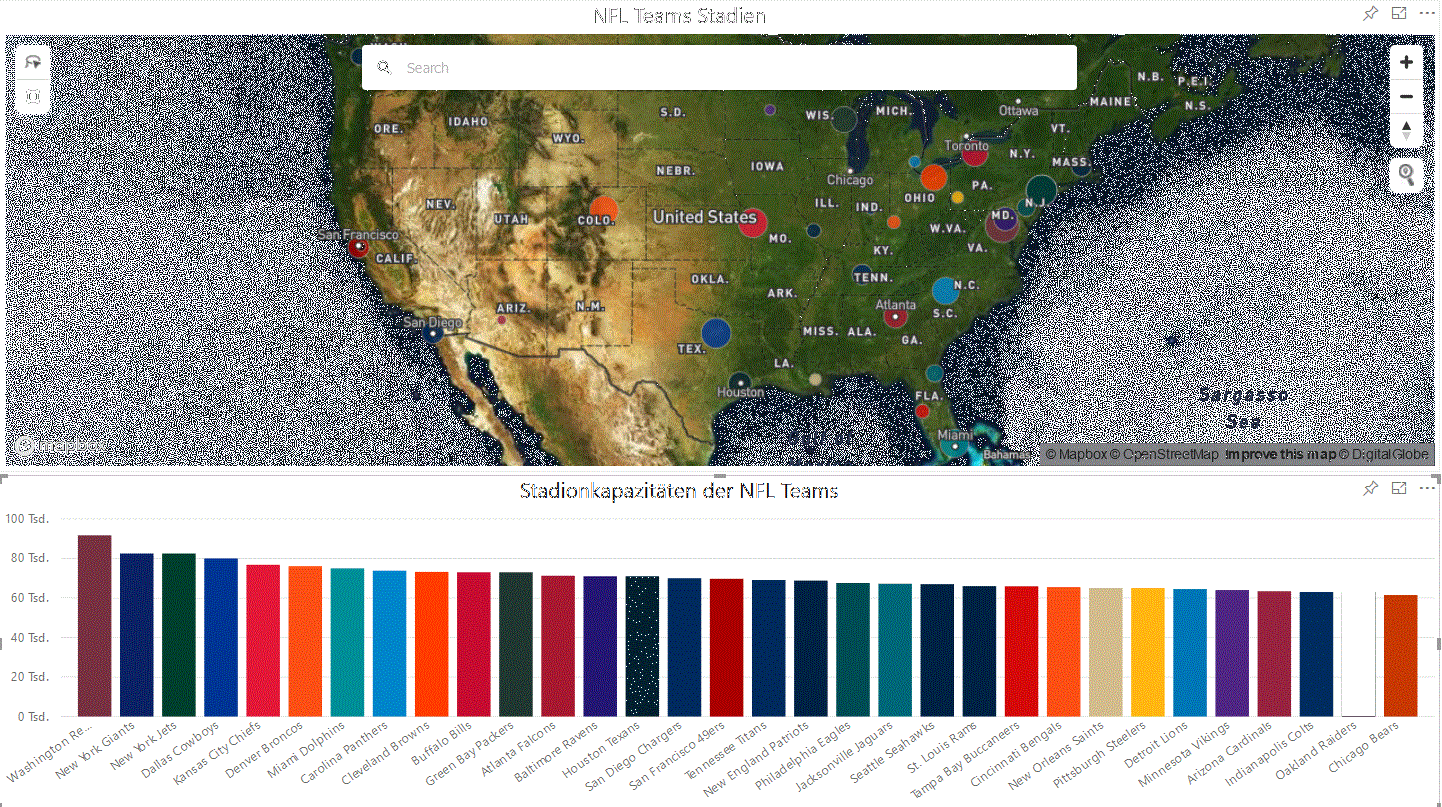 NFL Teams Stadien
Search
WASH.
ORE.
IDAHO
WYO.
S.D.
WIS.
MICH.
Ottawa
MAINE
N.B.
P.E.I.
N.S.
VT.
Toronto
N.Y.
MASS.
NEBR.
IOWA
Chicago
PA.
NEV.
UTAH
COLO.
United States
ILL.
IND.
OHIO
N.J.
MD.
San Francisco
CALIF.
MO.
KY.
W.VA.
VA.
OKLA.
ARK.
TENN.
N.C.
ARIZ.
N.M.
Atlanta
S.C.
San Diego
MISS.
ALA.
GA.
TEX.
LA.
Houston
FLA.
Sargasso
Sea
Miami
Bahamas
© Mapbox © OpenStreetMap Improve this map © DigitalGlobe
Stadionkapazitäten der NFL Teams
100 Tsd.
80 Tsd.
60 Tsd.
40 Tsd.
20 Tsd.
0 Tsd.
Washington Re...
New York Giants
New York Jets
Dallas Cowboys
Kansas City Chiefs
Denver Broncos
Miami Dolphins
Carolina Panthers
Cleveland Browns
Buffalo Bills
Green Bay Packers
Atlanta Falcons
Baltimore Ravens
Houston Texans
San Diego Chargers
San Francisco 49ers
Tennessee Titans
New England Patriots
Philadelphia Eagles
Jacksonville Jaguars
Seattle Seahawks
St. Louis Rams
Tampa Bay Buccaneers
Cincinnati Bengals
New Orleans Saints
Pittsburgh Steelers
Detroit Lions
Minnesota Vikings
Arizona Cardinals
Indianapolis Colts
Oakland Raiders
Chicago Bears